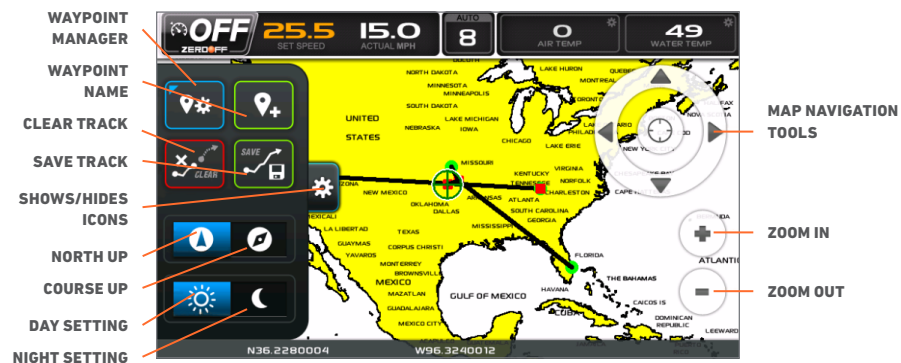 WAYPOINT
MANAGER
WAYPOINT
NAME
CLEAR TRACK
SAVE TRACK
SHOWS/HIDES
ICONS
NORTH UP
COURSE UP
DAY SETTING
NIGHT SETTING
OFF
ZEROOFF
25.5
SET SPEED
15.0
ACTUAL MPH
AUTO
8
0
AIR TEMP
49
WATER TEMP
CLEAR
SAVE
DULUTH
NORTH DAKOTA
LAKE HURON
MONTREAL
MINNESOTA
MINNEAPOLIS
SOUTH DAKOTA
UNITED
STATES
LAKE MICHIGAN
NEBRASKA
IOWA
CHICAGO
LAKE ERIE
NEW YORK
MISSOURI
VIRGINIA
KENTUCKY
NORFOLK
TENNESSEE
CHARLESTON
NEW MEXICO
OKLAHOMA
ATLANTA
DALLAS
SOUTH CAROLINA
GEORGIA
MEXICALI
LA LIBERTAD
TEXAS
MISSISSIPPI
GUAYMAS
CORPUS CHRISTI
YAVAROS
MONTERREY
FLORIDA
BROWNSVILLE
MEXICO
MAZATLAN
GULF OF MEXICO
HAVANA
THE BAHAMAS
GUADALAJARA
CUBA
CAICOS IS
MEXICO CITY
DOMINICAN
REPUBLIC
LEEWARD
ATLANTIC
N36.2280004
W96.3240012
MAP NAVIGATION
TOOLS
ZOOM IN
ZOOM OUT